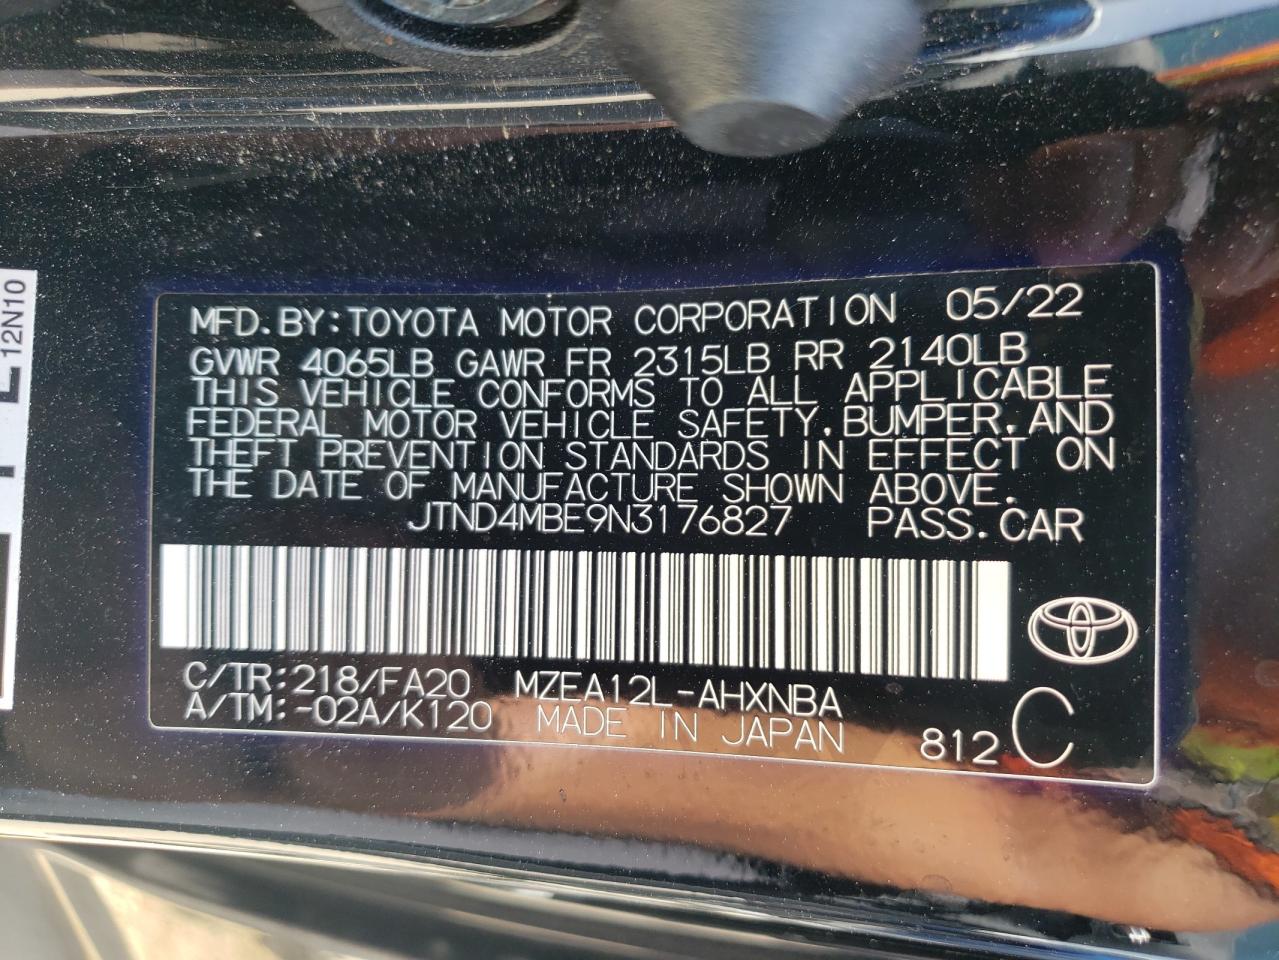 MFD.BY:TOYOTA MOTOR CORPORATION 05/22
GVWR 4065LB GAWR FR 2315LB RR 2140LB
THIS VEHICLE CONFORMS TO ALL APPLICABLE
FEDERAL MOTOR VEHICLE SAFETY,BUMPER,AND
THEFT PREVENTION STANDARDS IN EFFECT ON
THE DATE OF MANUFACTURE SHOWN ABOVE.
JTND4MBE9N3176827 PASS.CAR
C/TR:218/FA20 MZEA12L-AHXNBA
A/TM:-02A/K120 MADE IN JAPAN 812 C
12N10